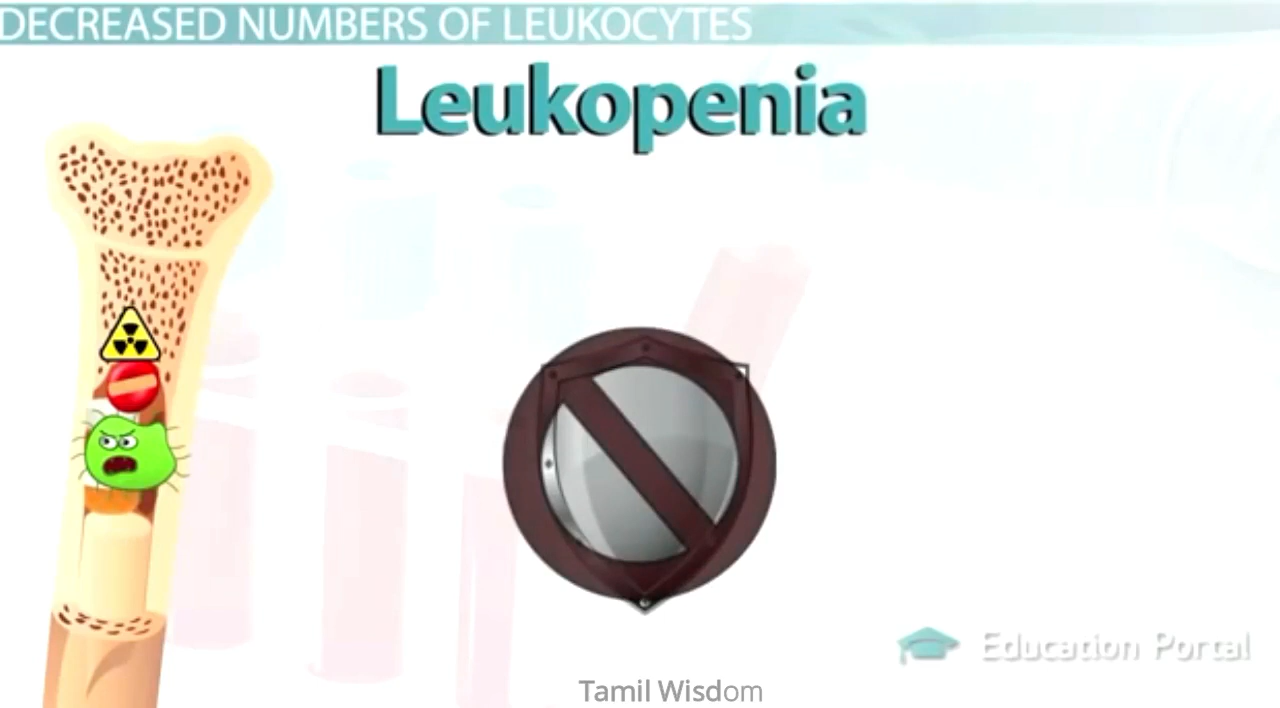 DECREASED NUMBERS OF LEUKOCYTES
Leukopenia
Education Portal
Tamil Wisdom